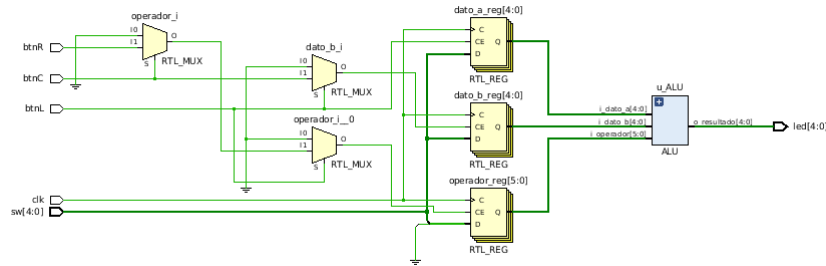 operador_i
I0
I1
O
S
RTL_MUX
btnR
btnC
btnL
dato_b_i
I0
I1
O
S
RTL_MUX
operador_i__0
I0
I1
O
S
RTL_MUX
clk
sw[4:0]
dato_a_reg[4:0]
C
CE
D
Q
RTL_REG
dato_b_reg[4:0]
C
CE
D
Q
RTL_REG
operador_reg[5:0]
C
CE
D
Q
RTL_REG
u_ALU
i_dato_a[4:0]
i_dato_b[4:0]
i_operador[5:0]
o_resultado[4:0]
ALU
led[4:0]